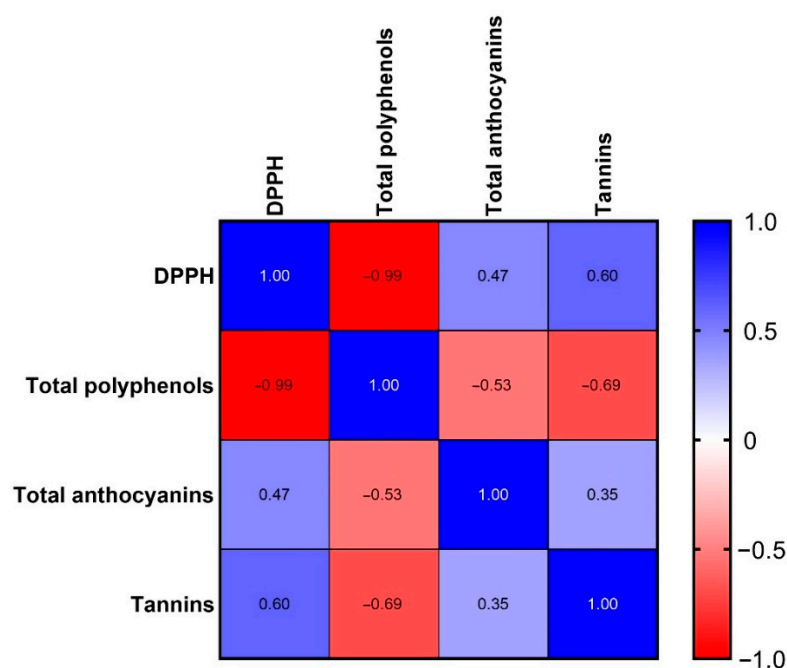 DPPH
Total polyphenols
Total anthocyanins
Tannins
DPPH 1.00 −0.99 0.47 0.60
Total polyphenols −0.99 1.00 −0.53 −0.69
Total anthocyanins 0.47 −0.53 1.00 0.35
Tannins 0.60 −0.69 0.35 1.00
1.0
0.5
0
−0.5
−1.0